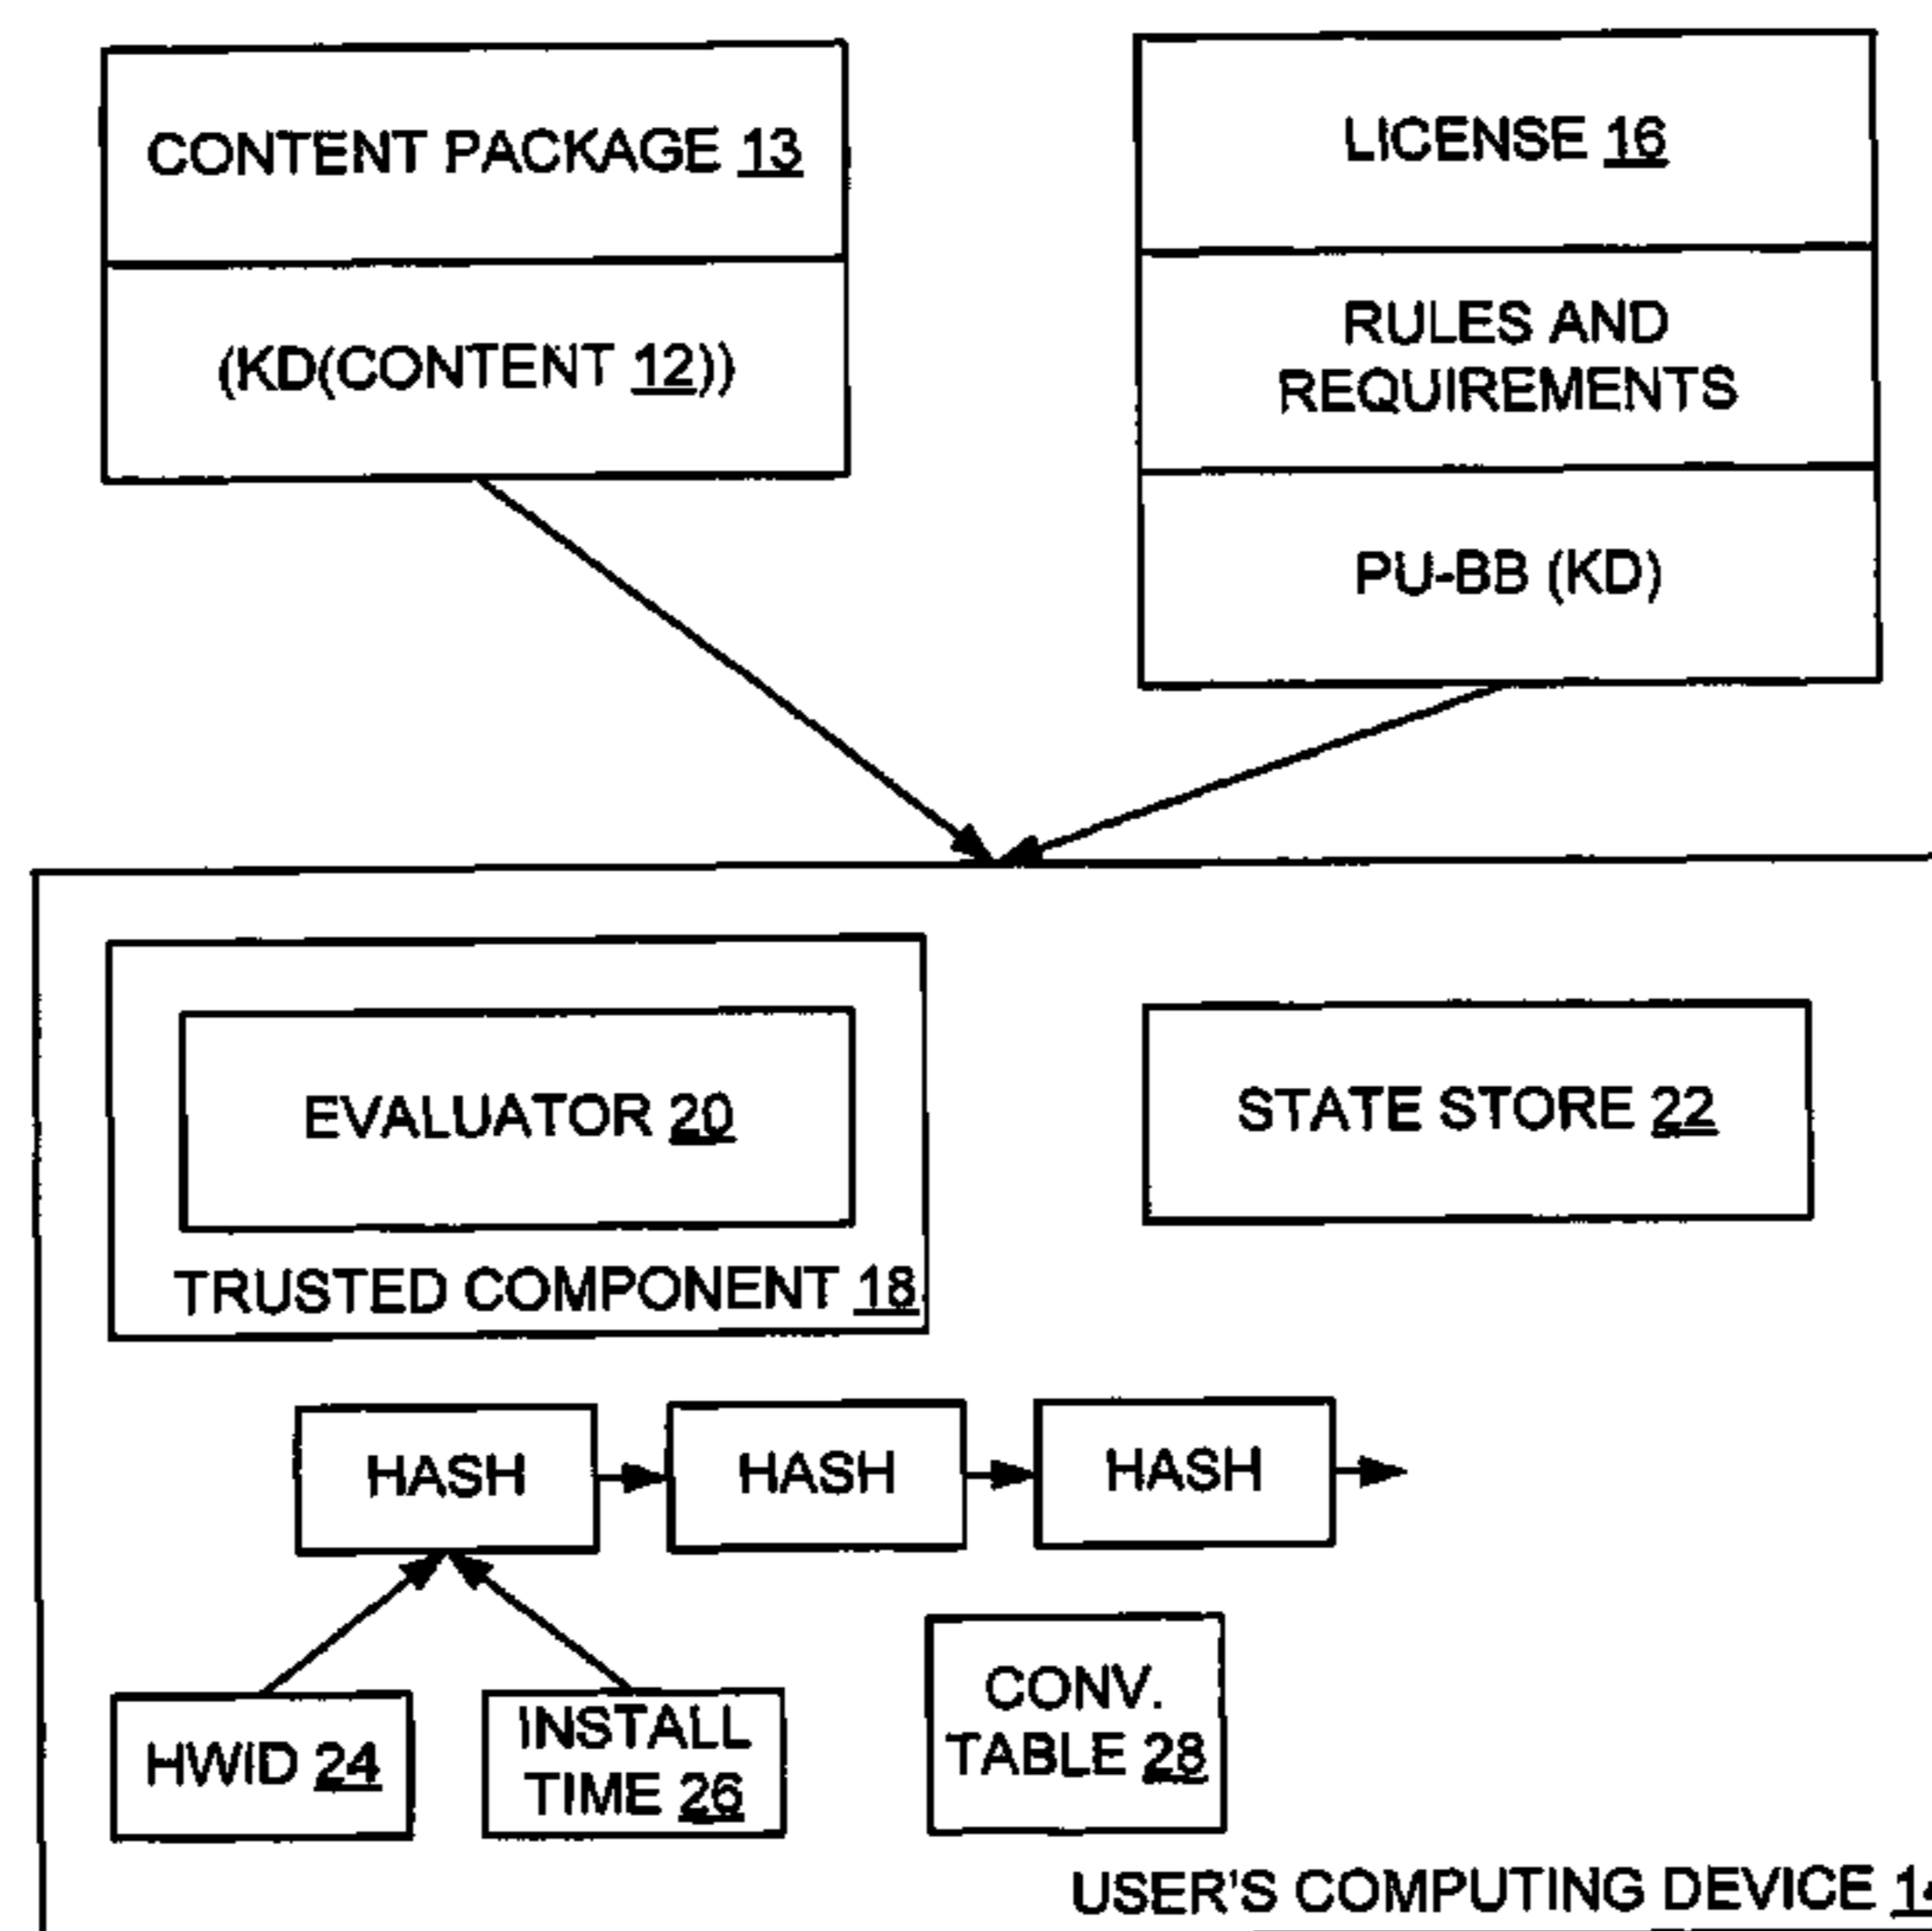 CONTENT PACKAGE 13
(KD(CONTENT 12))
LICENSE 16
RULES AND
REQUIREMENTS
PU-BB (KD)
EVALUATOR 20
TRUSTED COMPONENT 18
STATE STORE 22
HASH
HASH
HASH
HWID 24
INSTALL
TIME 26
CONV.
TABLE 28
USER'S COMPUTING DEVICE